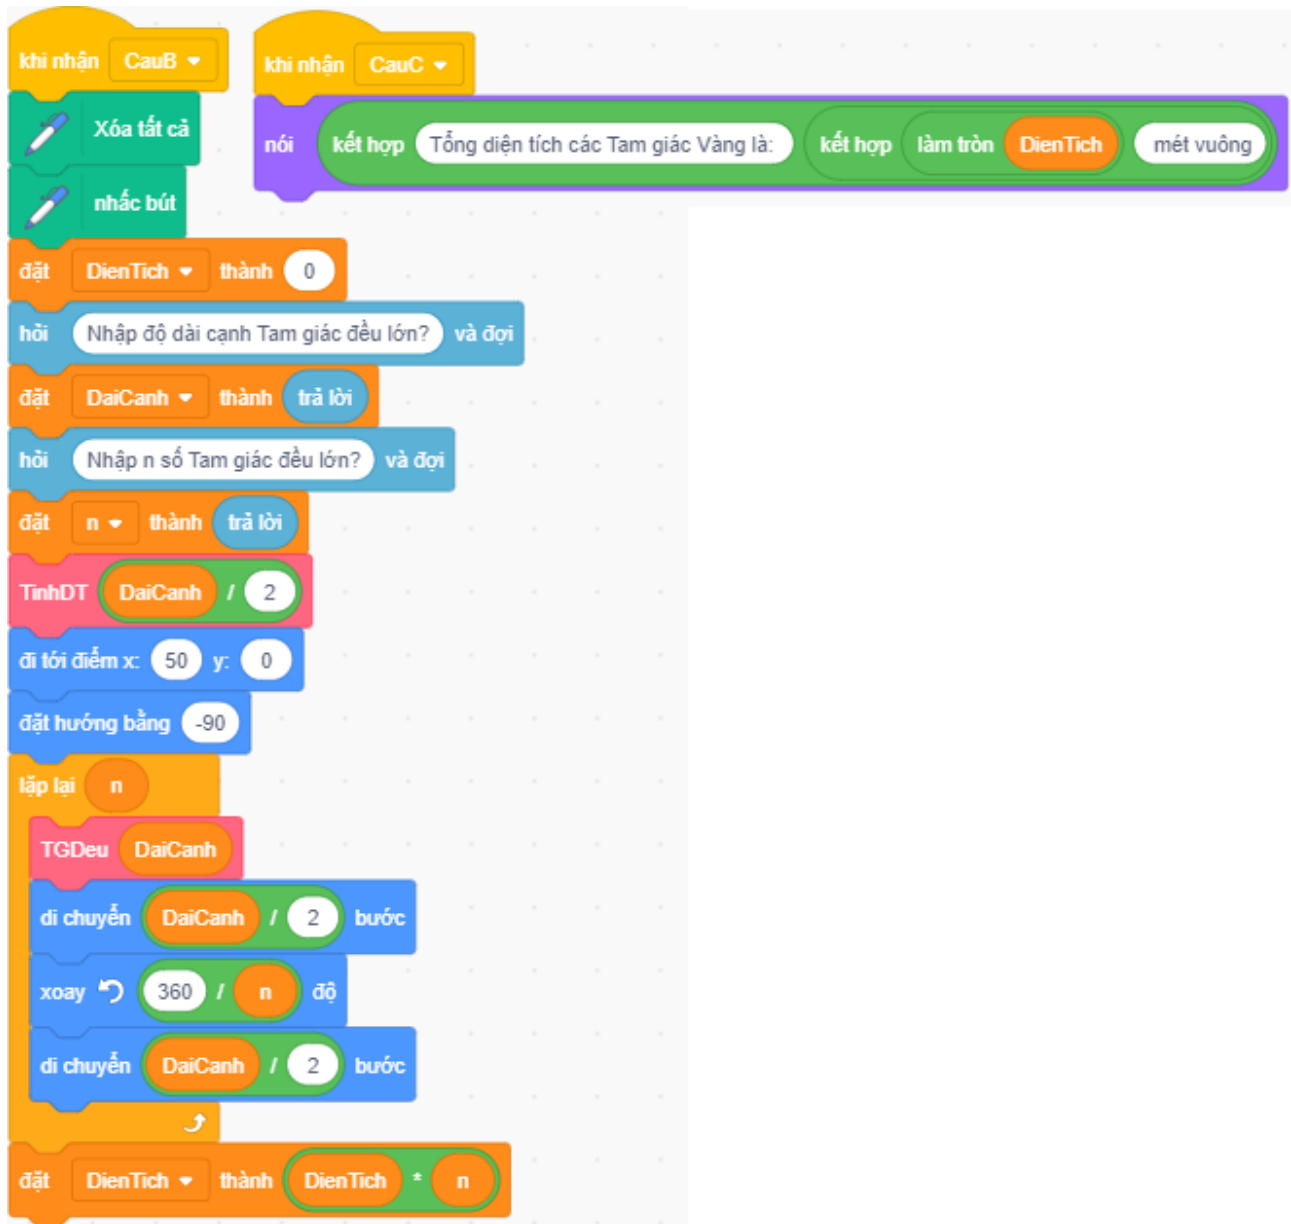 khi nhận CauB
Xóa tất cả
nhấc bút
đặt DienTich thành 0
hỏi Nhập độ dài cạnh Tam giác đều lớn? và đợi
đặt DaiCanh thành trả lời
hỏi Nhập n số Tam giác đều lớn? và đợi
đặt n thành trả lời
TinhDT DaiCanh / 2
đi tới điểm x: 50 y: 0
đặt hướng bằng -90
lặp lại n
TGDeu DaiCanh
di chuyển DaiCanh / 2 bước
xoay 360 / n độ
di chuyển DaiCanh / 2 bước
đặt DienTich thành DienTich * n
khi nhận CauC
nói kết hợp Tổng diện tích các Tam giác Vàng là: kết hợp làm tròn DienTich mét vuông